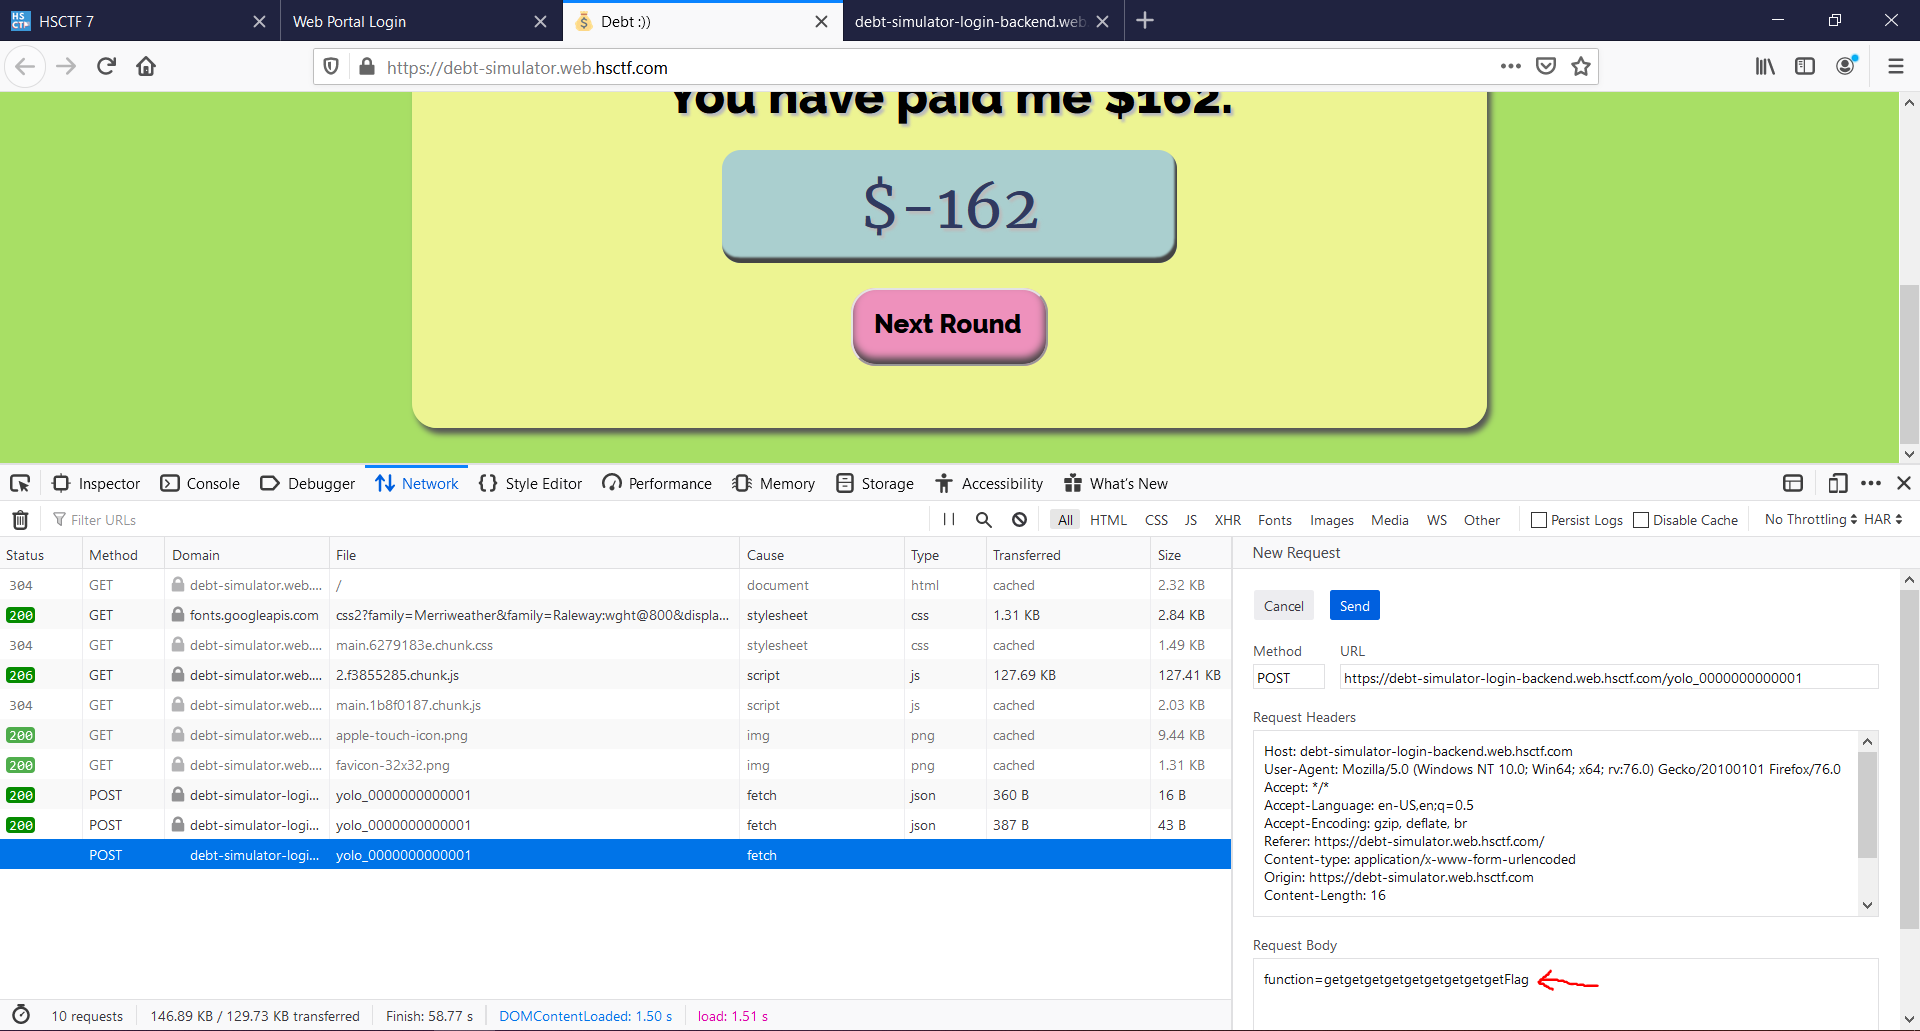 HSCTF 7
Web Portal Login
Debt :))
debt-simulator-login-backend.web.
https://debt-simulator.web.hsctf.com
You have paid me $162.
$-162
Next Round
Inspector Console Debugger Network Style Editor Performance Memory Storage Accessibility What's New
Filter URLs
All HTML CSS JS XHR Fonts Images Media WS Other Persist Logs Disable Cache No Throttling HAR
Status Method Domain File Cause Type Transferred Size
304 GET debt-simulator.web.... / document html cached 2.32 KB
200 GET fonts.googleapis.com css2?family=Merriweather&family=Raleway:wght@800&displa... stylesheet css 1.31 KB 2.84 KB
304 GET debt-simulator.web.... main.6279183e.chunk.css stylesheet css cached 1.49 KB
206 GET debt-simulator.web.... 2.f3855285.chunk.js script js 127.69 KB 127.41 KB
304 GET debt-simulator.web.... main.1b8f0187.chunk.js script js cached 2.03 KB
200 GET debt-simulator.web.... apple-touch-icon.png img png cached 9.44 KB
200 GET debt-simulator.web.... favicon-32x32.png img png cached 1.31 KB
200 POST debt-simulator-logi... yolo_0000000000001 fetch json 360 B 16 B
200 POST debt-simulator-logi... yolo_0000000000001 fetch json 387 B 43 B
POST debt-simulator-logi... yolo_0000000000001 fetch
10 requests 146.89 KB / 129.73 KB transferred Finish: 58.77 s DOMContentLoaded: 1.50 s load: 1.51 s
New Request
Cancel Send
Method URL
POST https://debt-simulator-login-backend.web.hsctf.com/yolo_0000000000001
Request Headers
Host: debt-simulator-login-backend.web.hsctf.com
User-Agent: Mozilla/5.0 (Windows NT 10.0; Win64; x64; rv:76.0) Gecko/20100101 Firefox/76.0
Accept: */*
Accept-Language: en-US,en;q=0.5
Accept-Encoding: gzip, deflate, br
Referer: https://debt-simulator.web.hsctf.com/
Content-type: application/x-www-form-urlencoded
Origin: https://debt-simulator.web.hsctf.com
Content-Length: 16
Request Body
function=getgetgetgetgetgetgetgetgetFlag